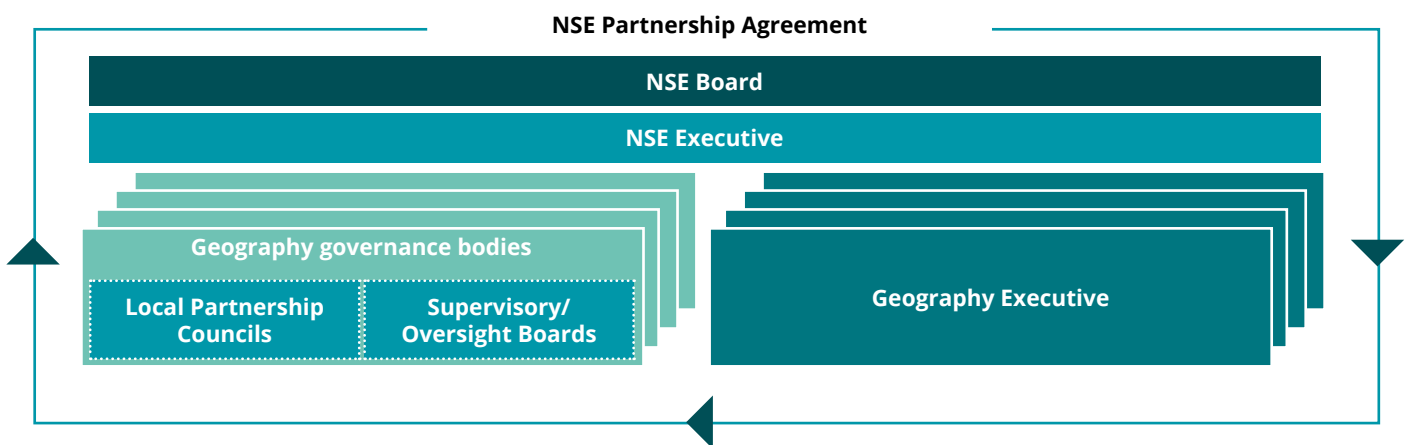 NSE Partnership Agreement
NSE Board
NSE Executive
Geography governance bodies
Local Partnership
Councils
Supervisory/
Oversight Boards
Geography Executive